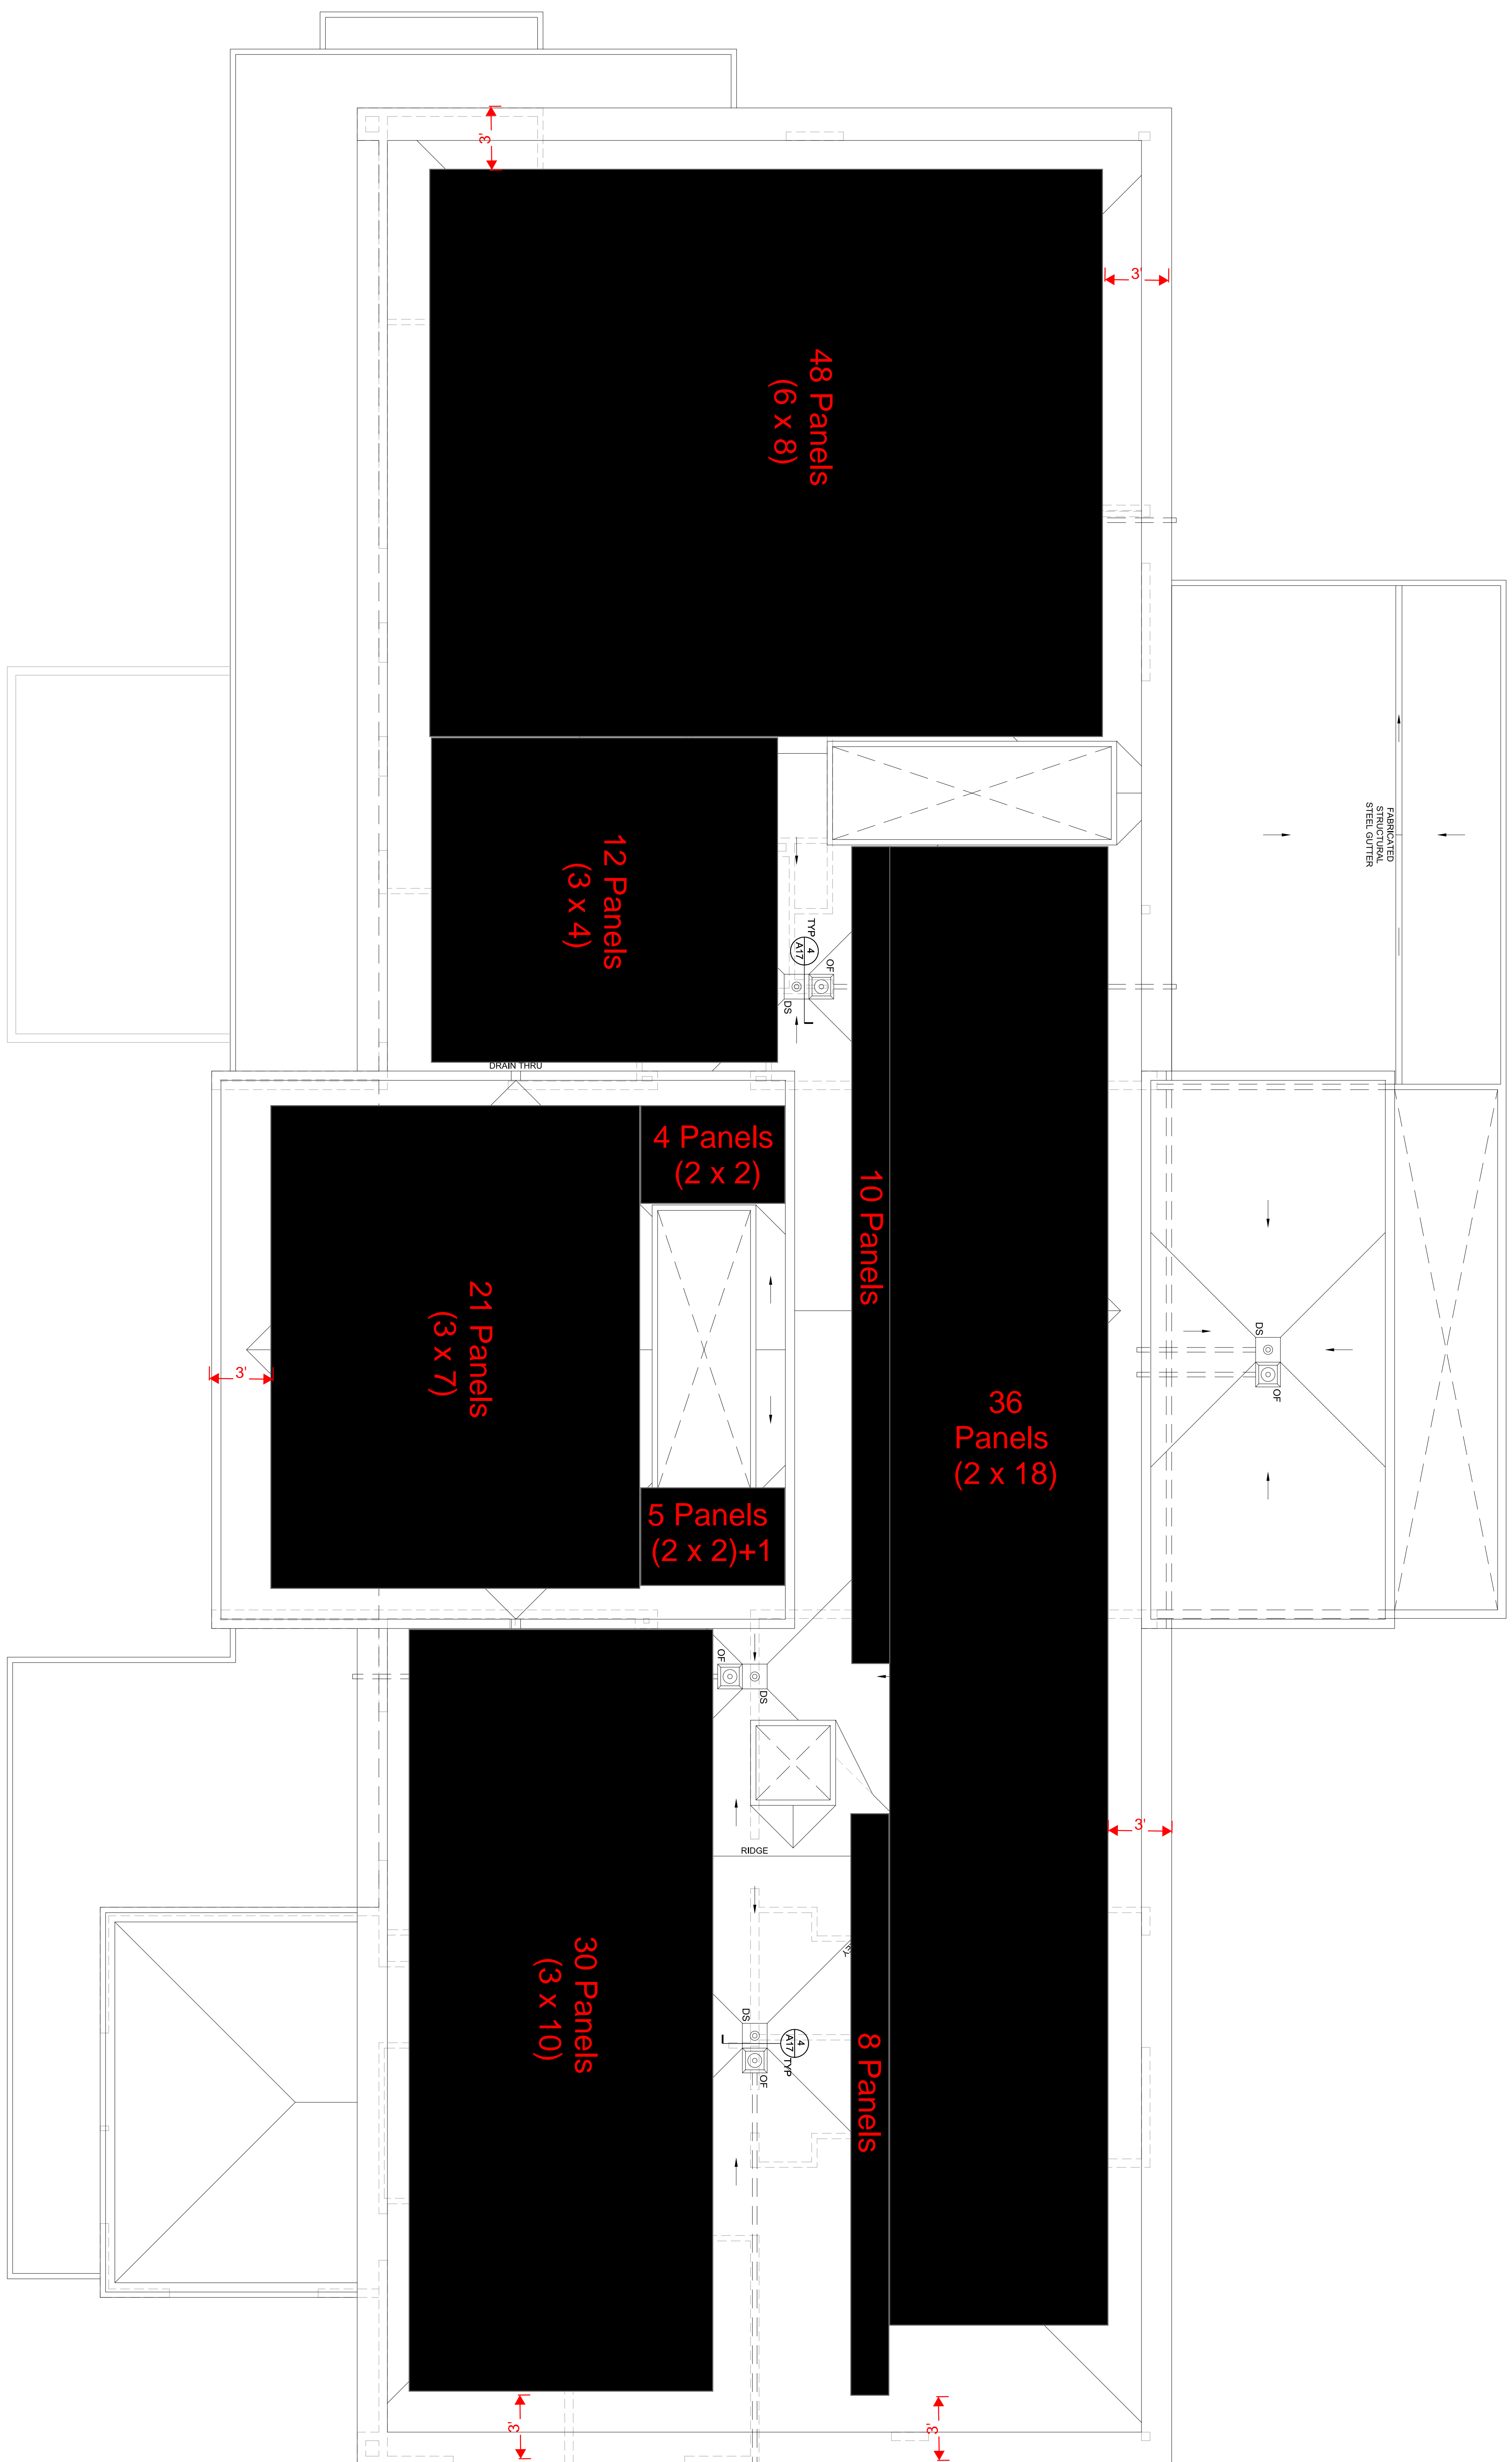 3'
3'
48 Panels
(6 x 8)
FABRICATED
STRUCTURAL
STEEL GUTTER
12 Panels
(3 x 4)
TYP
4
A17
OF
DS
DRAIN THRU
4 Panels
(2 x 2)
10 Panels
21 Panels
(3 x 7)
3'
DS
OF
36
Panels
(2 x 18)
5 Panels
(2 x 2)+1
OF
DS
3'
RIDGE
30 Panels
(3 x 10)
DS
4
A17
TYP
OF
8 Panels
3'
3'